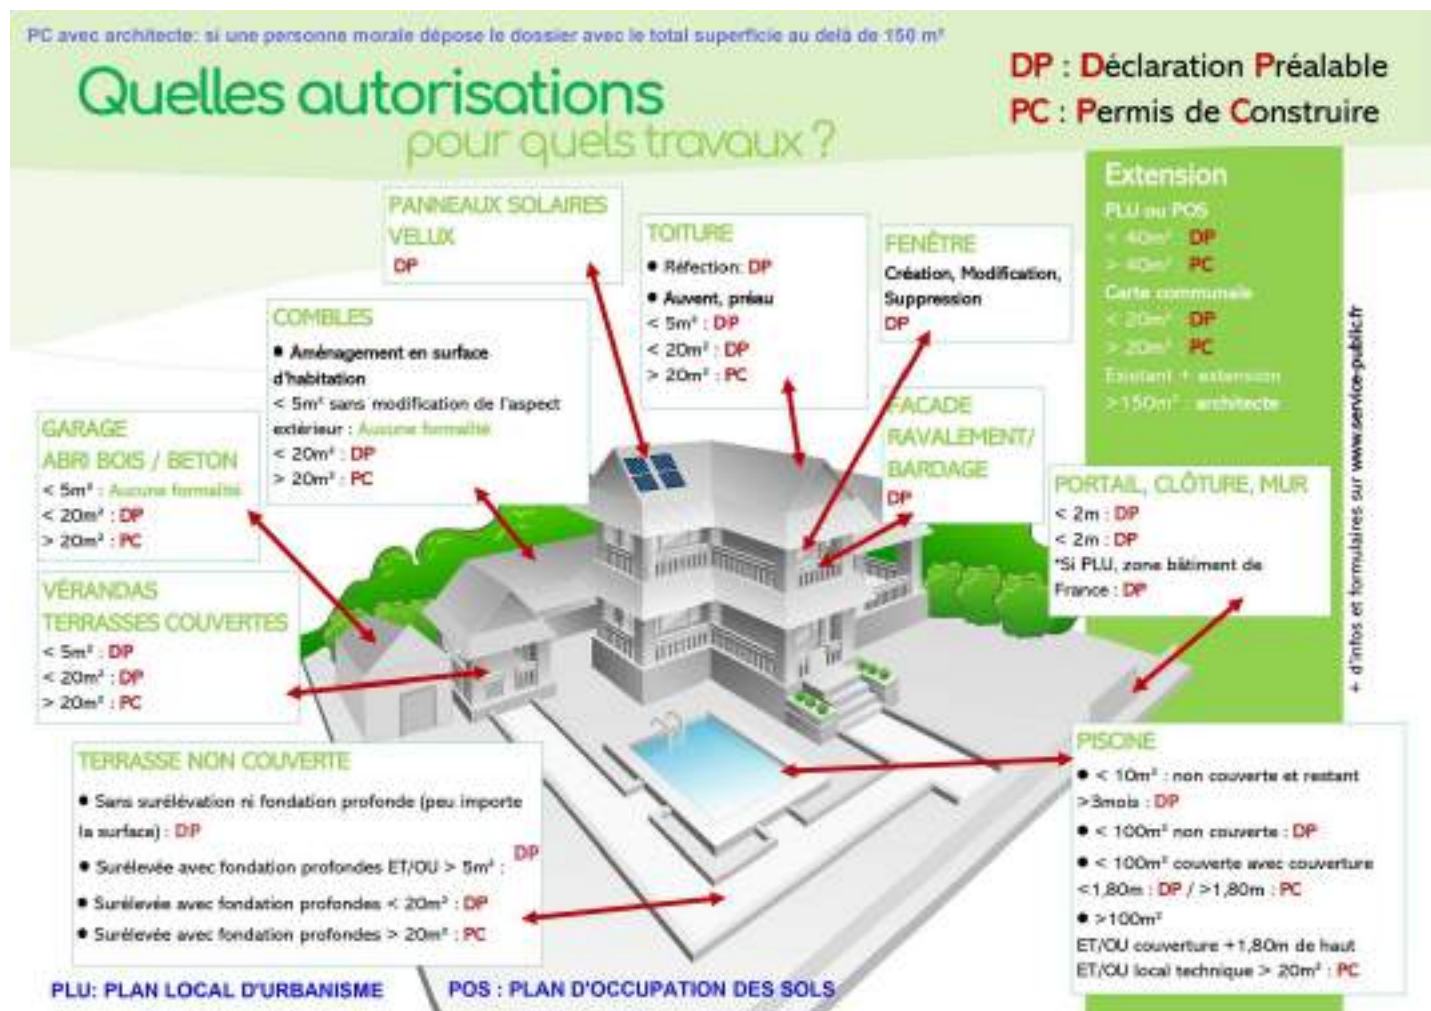 PC avec architecte: si une personne morale dépose le dossier avec le total superficie au delà de 150 m²
Quelles autorisations
pour quels travaux ?
DP : Déclaration Préalable
PC : Permis de Construire
Extension
PLU ou POS
< 40m² DP
> 40m² PC
Carte communale
< 20m² DP
> 20m² PC
Existant + extension
>150m² : architecte
PANNEAUX SOLAIRES
VELUX
DP
TOITURE
● Réfection: DP
● Auvent, préau
< 5m² : DP
< 20m² : DP
> 20m² : PC
FENÊTRE
Création, Modification,
Suppression
DP
COMBLES
● Aménagement en surface
d'habitation
< 5m² sans modification de l'aspect
extérieur : Aucune formalité
< 20m² : DP
> 20m² : PC
FACADE
RAVALEMENT/
BARDAGE
DP
GARAGE
ABRI BOIS / BETON
< 5m² : Aucune formalité
< 20m² : DP
> 20m² : PC
PORTAIL, CLÔTURE, MUR
< 2m : DP
< 2m : DP
*Si PLU, zone bâtiment de
France : DP
VÉRANDAS
TERRASSES COUVERTES
< 5m² : DP
< 20m² : DP
> 20m² : PC
+ d'infos et formulaires sur www.service-public.fr
TERRASSE NON COUVERTE
● Sans surélévation ni fondation profonde (peu importe
la surface) : DP
● Surélevée avec fondation profondes ET/OU > 5m² : DP
● Surélevée avec fondation profondes < 20m² : DP
● Surélevée avec fondation profondes > 20m² : PC
PISCINE
● < 10m² : non couverte et restant
>3mois : DP
● < 100m² non couverte : DP
● < 100m² couverte avec couverture
<1,80m : DP / >1,80m : PC
● >100m²
ET/OU couverture +1,80m de haut
ET/OU local technique > 20m² : PC
PLU: PLAN LOCAL D'URBANISME
POS : PLAN D'OCCUPATION DES SOLS